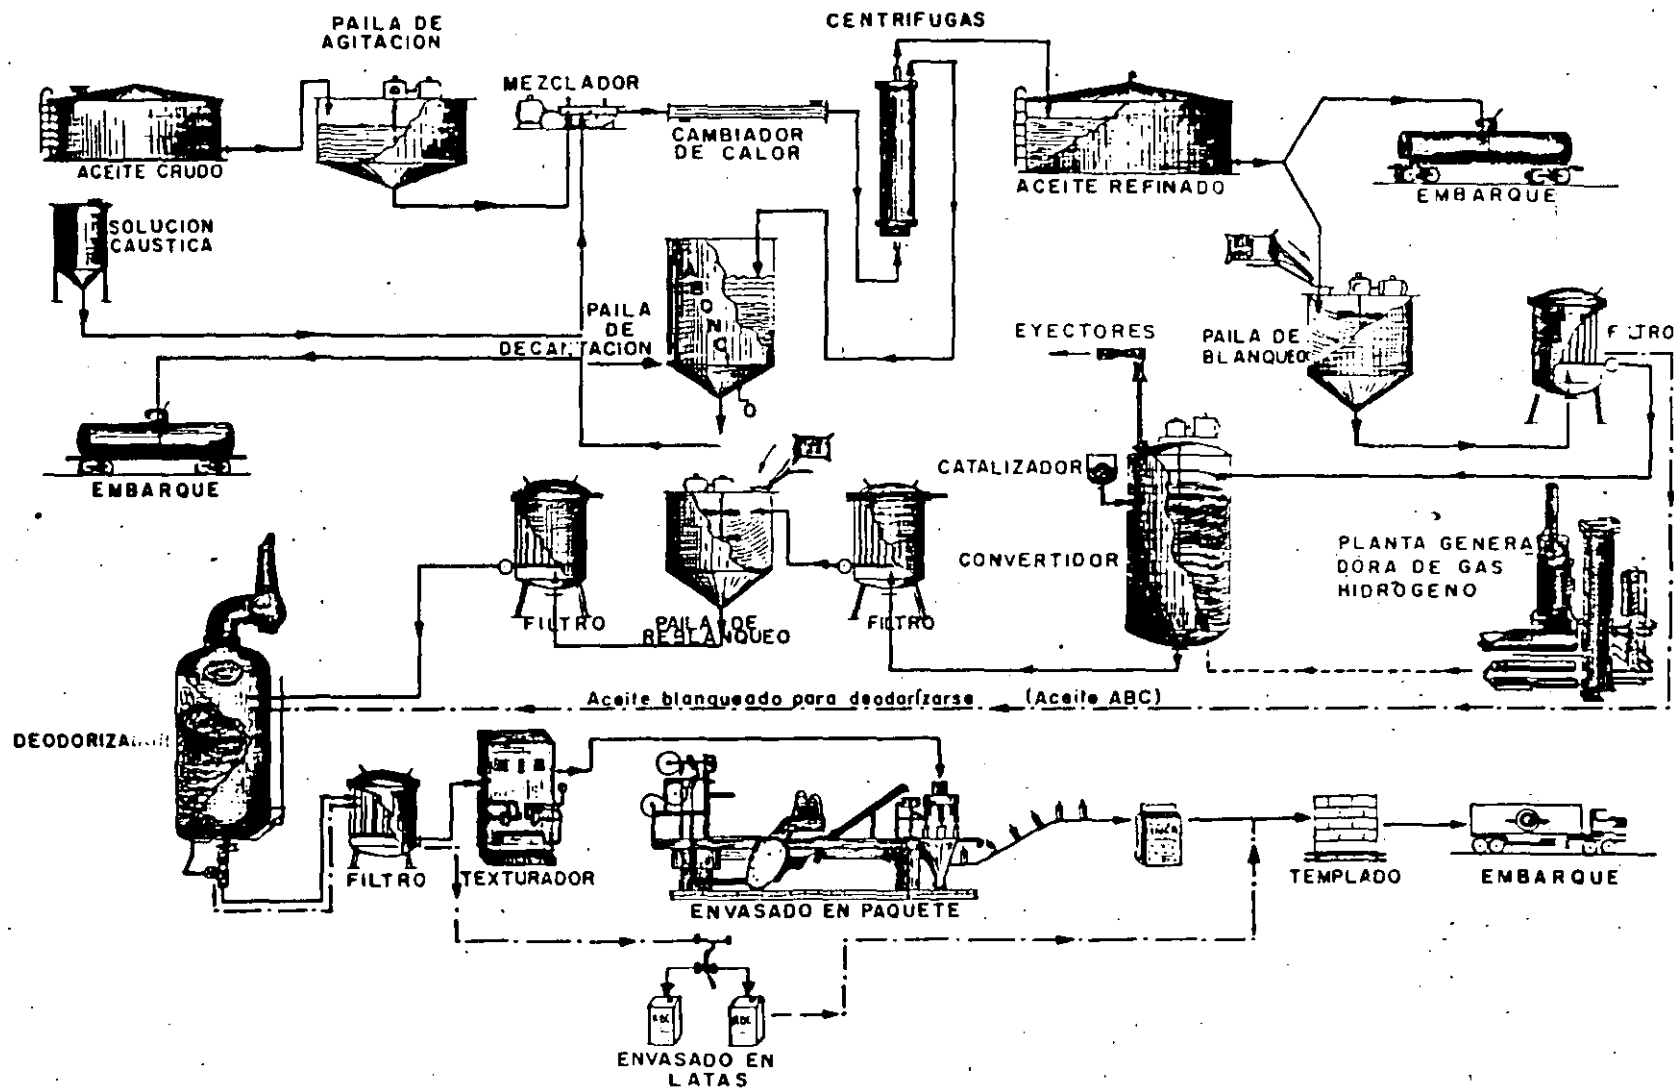 PAILA DE
AGITACION
CENTRIFUGAS
MEZCLADOR
ACEITE CRUDO
CAMBIADOR
DE CALOR
ACEITE REFINADO
EMBARQUE
SOLUCION
CAUSTICA
PAILA
DE
DECANTACION
EYECTORES
PAILA DE
BLANQUEO
FILTRO
EMBARQUE
CATALIZADOR
CONVERTIDOR
PLANTA GENERA
DORA DE GAS
HIDROGENO
FILTRO
PAILA DE
REBLANQUEO
FILTRO
Aceite blanqueado para deodorizarse (Aceite ABC)
FILTRO
TEXTURADOR
ENVASADO EN PAQUETE
TEMPLADO
EMBARQUE
ENVASADO EN
LATAS